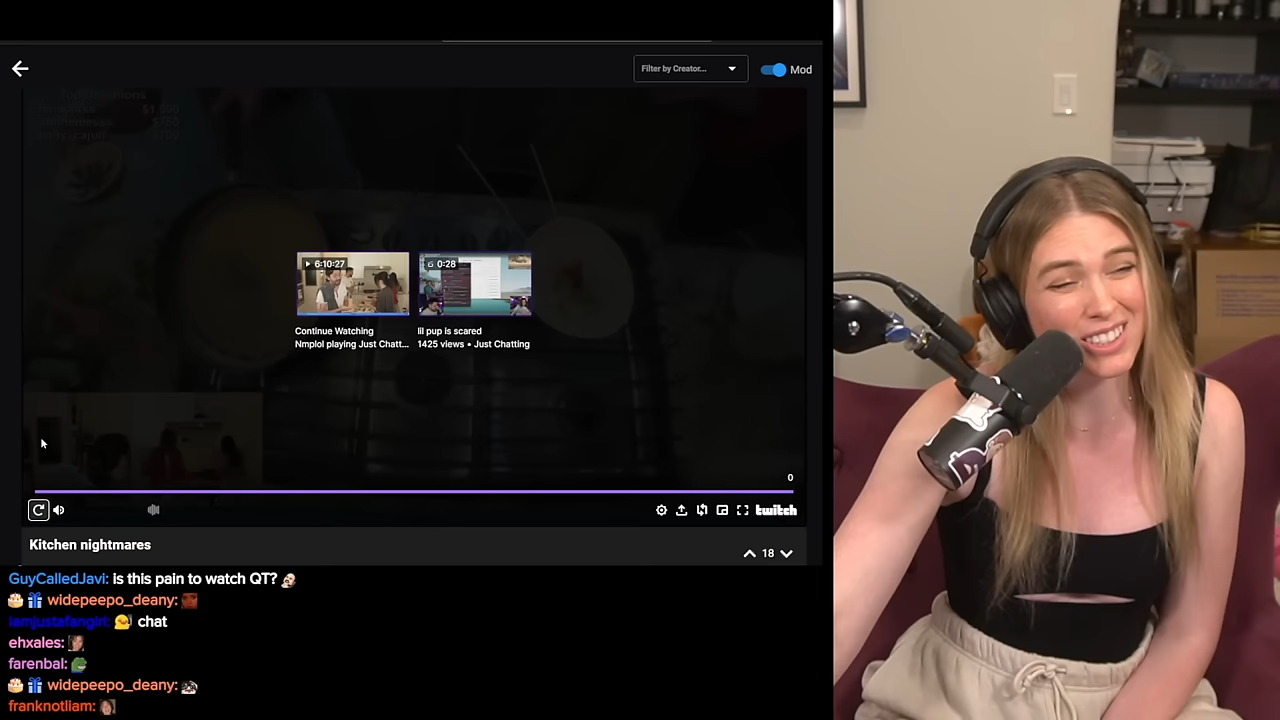 Filter by Creator...
Mod
$1,000
6:10:27
0:28
Continue Watching
Nmplol playing Just Chatt...
lil pup is scared
1425 views • Just Chatting
0
twitch
Kitchen nightmares
18
GuyCalledJavi: is this pain to watch QT?
widepeepo_deany:
iamjustafangirl: chat
ehxales:
farenbal:
widepeepo_deany:
franknotliam: